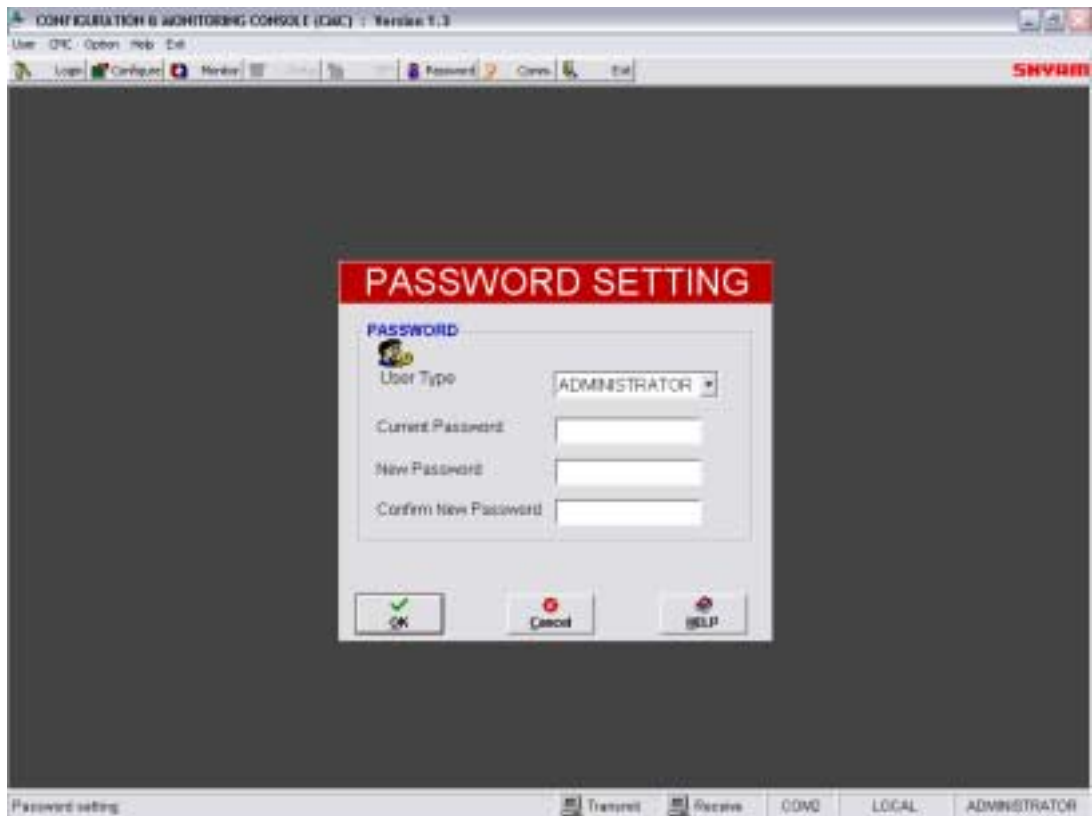 CONFIGURATION & MONITORING CONSOLE (C&MC) : Version 1.3
User CMC Option Help Exit
Login Configure Monitor Password Comm Exit
SHYAM
PASSWORD SETTING
PASSWORD
User Type
ADMINISTRATOR
Current Password
New Password
Confirm New Password
OK Cancel HELP
Password setting Transmit Receive COM2 LOCAL ADMINISTRATOR